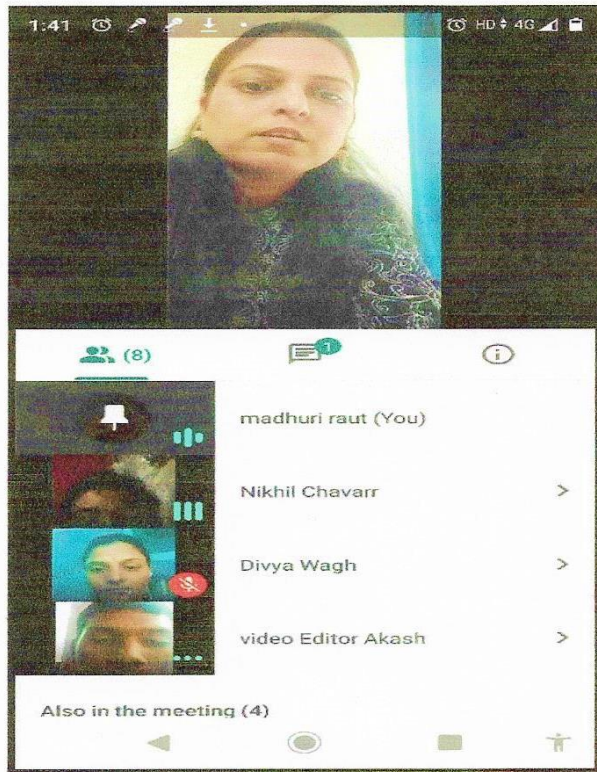 1:41 HD 4G
(8) 1
madhuri raut (You)
Nikhil Chavarr
Divya Wagh
video Editor Akash
Also in the meeting (4)